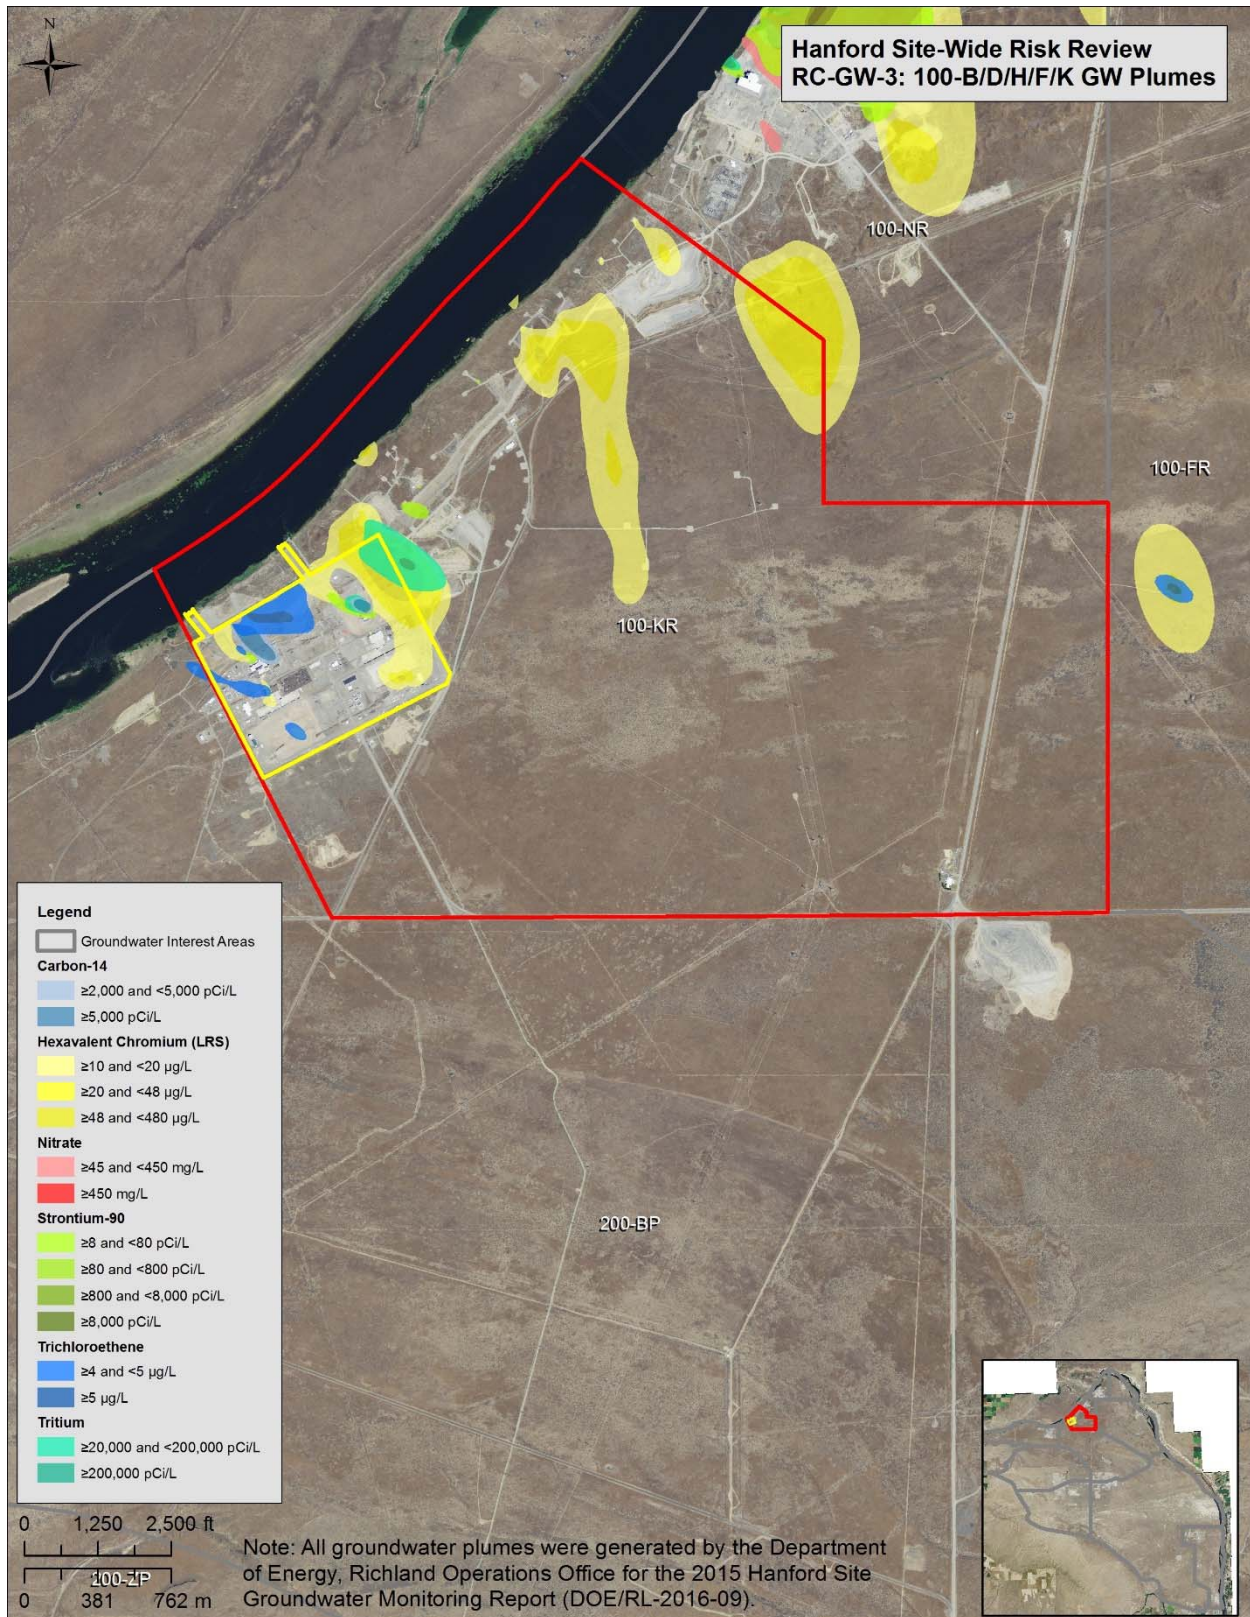 N
Hanford Site-Wide Risk Review
RC-GW-3: 100-B/D/H/F/K GW Plumes
100-NR
100-FR
100-KR
200-BP
Legend
Groundwater Interest Areas
Carbon-14
≥2,000 and <5,000 pCi/L
≥5,000 pCi/L
Hexavalent Chromium (LRS)
≥10 and <20 µg/L
≥20 and <48 µg/L
≥48 and <480 µg/L
Nitrate
≥45 and <450 mg/L
≥450 mg/L
Strontium-90
≥8 and <80 pCi/L
≥80 and <800 pCi/L
≥800 and <8,000 pCi/L
≥8,000 pCi/L
Trichloroethene
≥4 and <5 µg/L
≥5 µg/L
Tritium
≥20,000 and <200,000 pCi/L
≥200,000 pCi/L
0 1,250 2,500 ft
200-ZP
0 381 762 m
Note: All groundwater plumes were generated by the Department
of Energy, Richland Operations Office for the 2015 Hanford Site
Groundwater Monitoring Report (DOE/RL-2016-09).